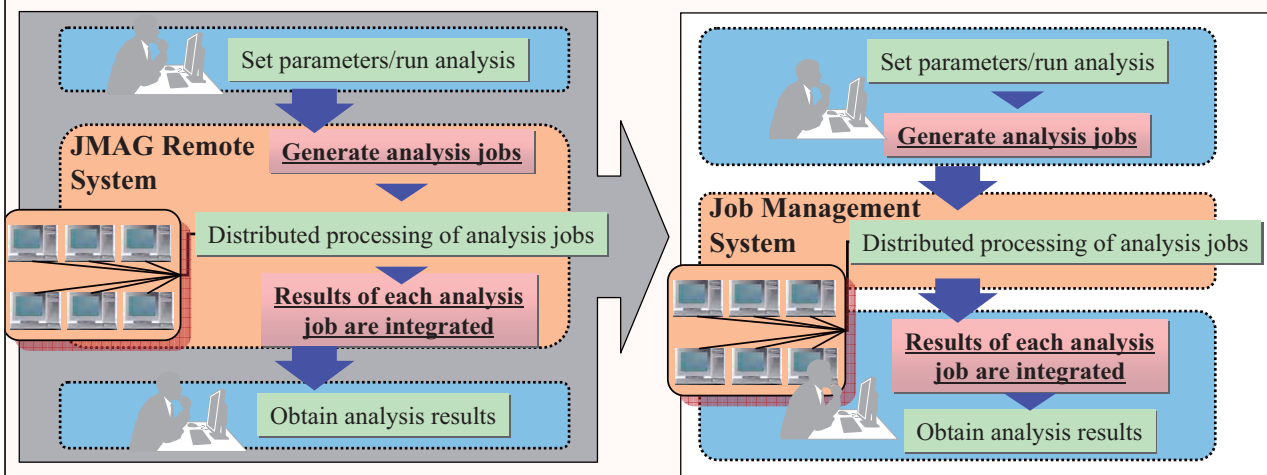 Set parameters/run analysis
JMAG Remote
System
Generate analysis jobs
Distributed processing of analysis jobs
Results of each analysis
job are integrated
Obtain analysis results
Set parameters/run analysis
Generate analysis jobs
Job Management
System
Distributed processing of analysis jobs
Results of each analysis
job are integrated
Obtain analysis results